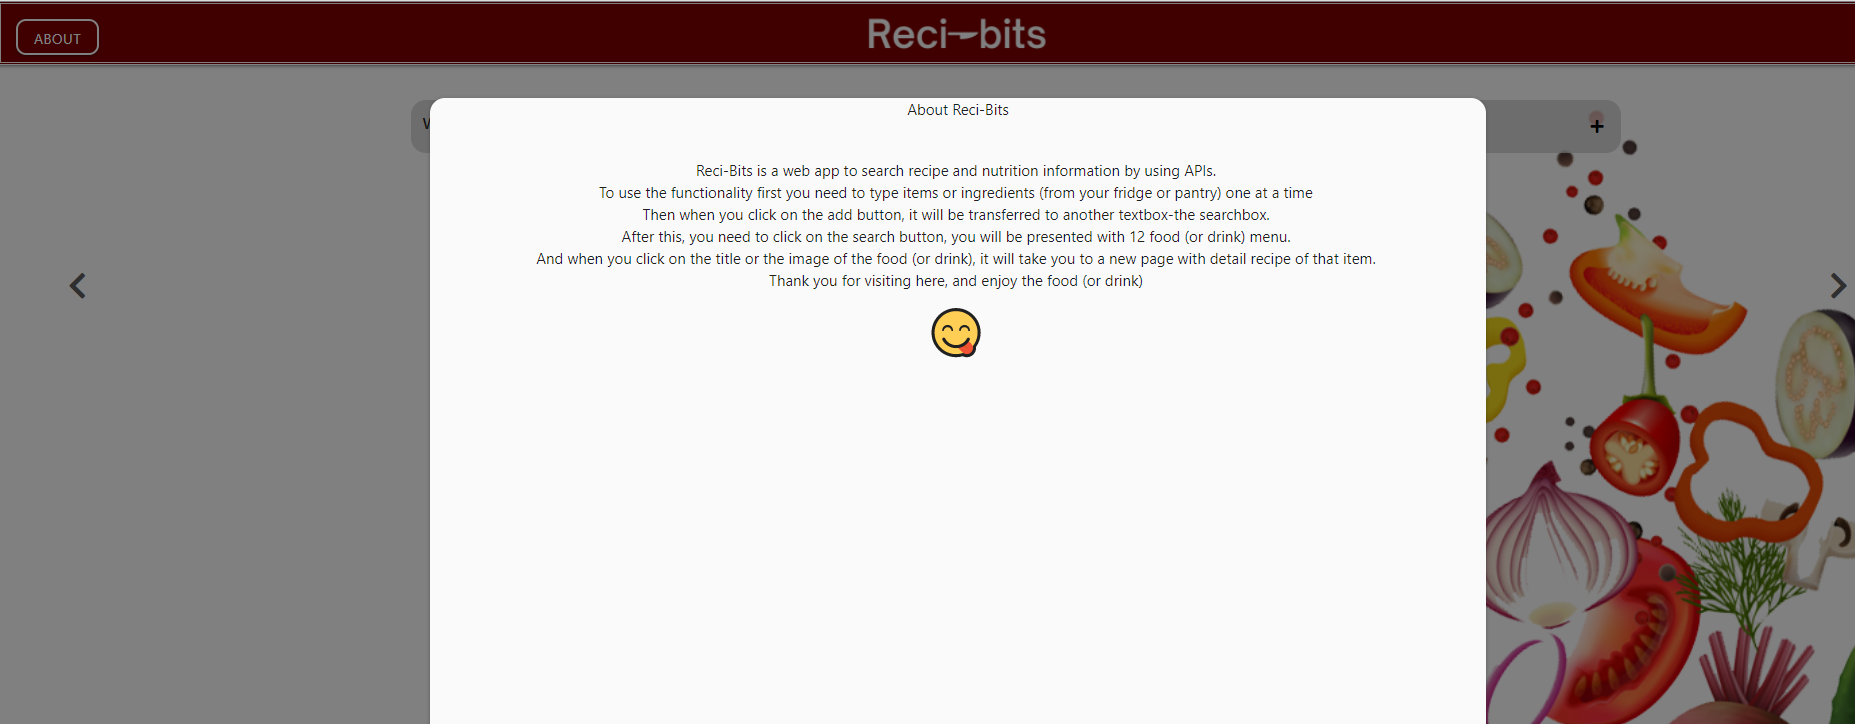 ABOUT
Reci-bits
About Reci-Bits
Reci-Bits is a web app to search recipe and nutrition information by using APIs.
To use the functionality first you need to type items or ingredients (from your fridge or pantry) one at a time
Then when you click on the add button, it will be transferred to another textbox-the searchbox.
After this, you need to click on the search button, you will be presented with 12 food (or drink) menu.
And when you click on the title or the image of the food (or drink), it will take you to a new page with detail recipe of that item.
Thank you for visiting here, and enjoy the food (or drink)